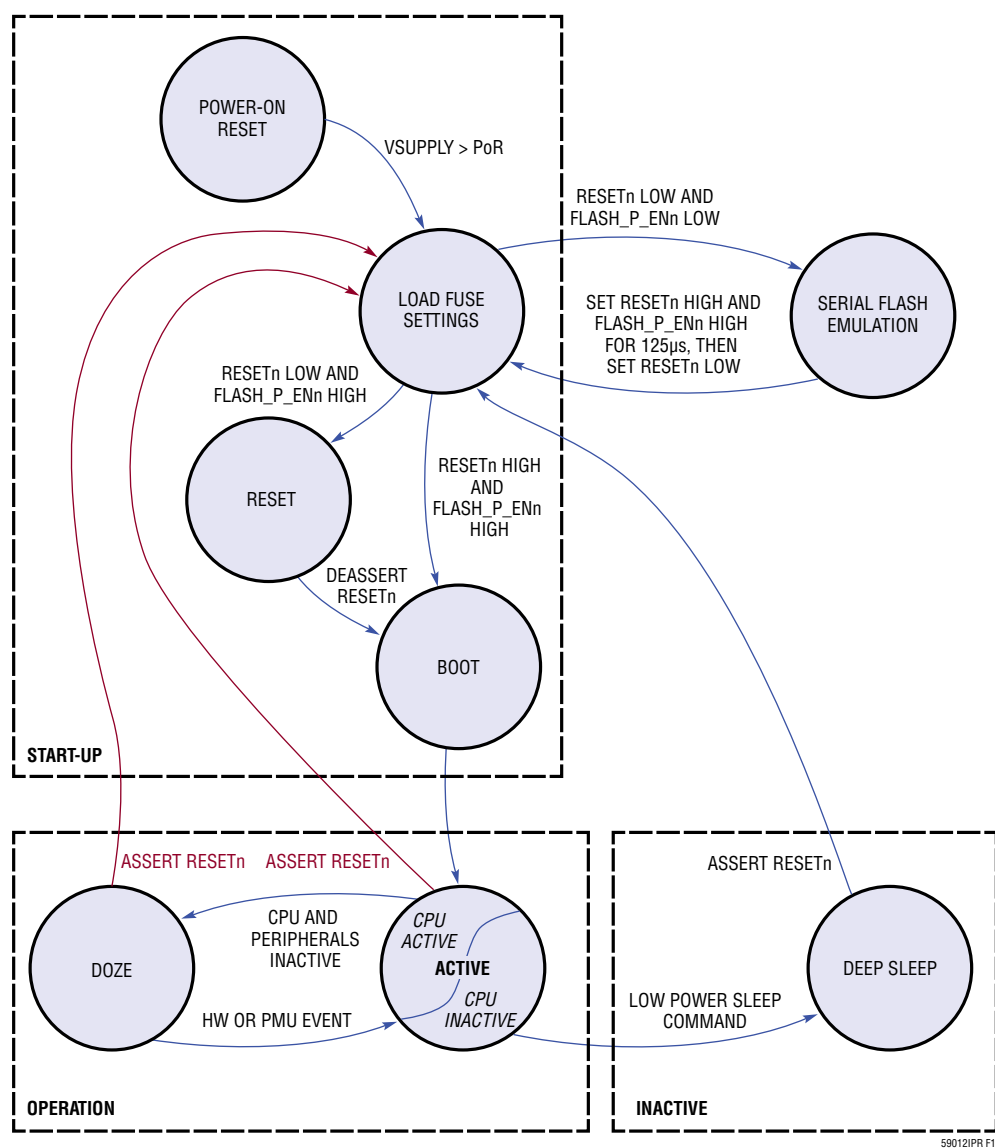 POWER-ON
RESET
VSUPPLY > PoR
RESETn LOW AND
FLASH_P_ENn LOW
LOAD FUSE
SETTINGS
SET RESETn HIGH AND
FLASH_P_ENn HIGH
FOR 125µs, THEN
SET RESETn LOW
SERIAL FLASH
EMULATION
RESETn LOW AND
FLASH_P_ENn HIGH
RESET
RESETn HIGH
AND
FLASH_P_ENn
HIGH
DEASSERT
RESETn
BOOT
START-UP
ASSERT RESETn
ASSERT RESETn
ASSERT RESETn
CPU AND
PERIPHERALS
INACTIVE
CPU
ACTIVE
ACTIVE
CPU
INACTIVE
DOZE
HW OR PMU EVENT
DEEP SLEEP
LOW POWER SLEEP
COMMAND
OPERATION
INACTIVE
59012IPR F1